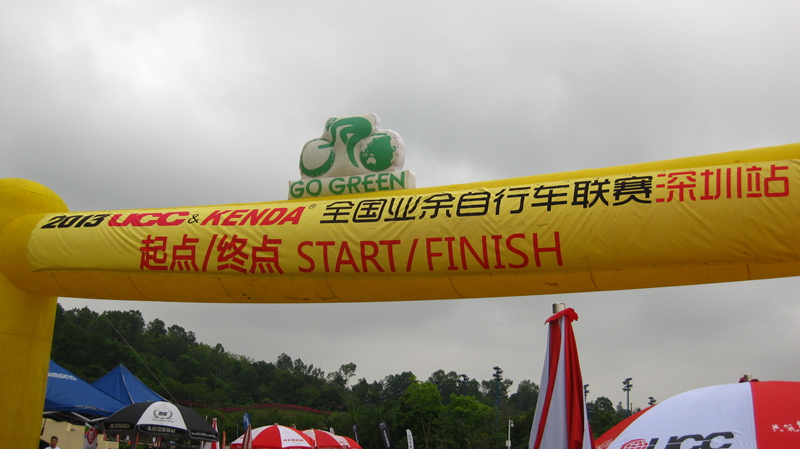 GO GREEN
2013 UCC & KENDA® 全国业余自行车联赛深圳站
起点/终点 START/FINISH
KENDA
UCC